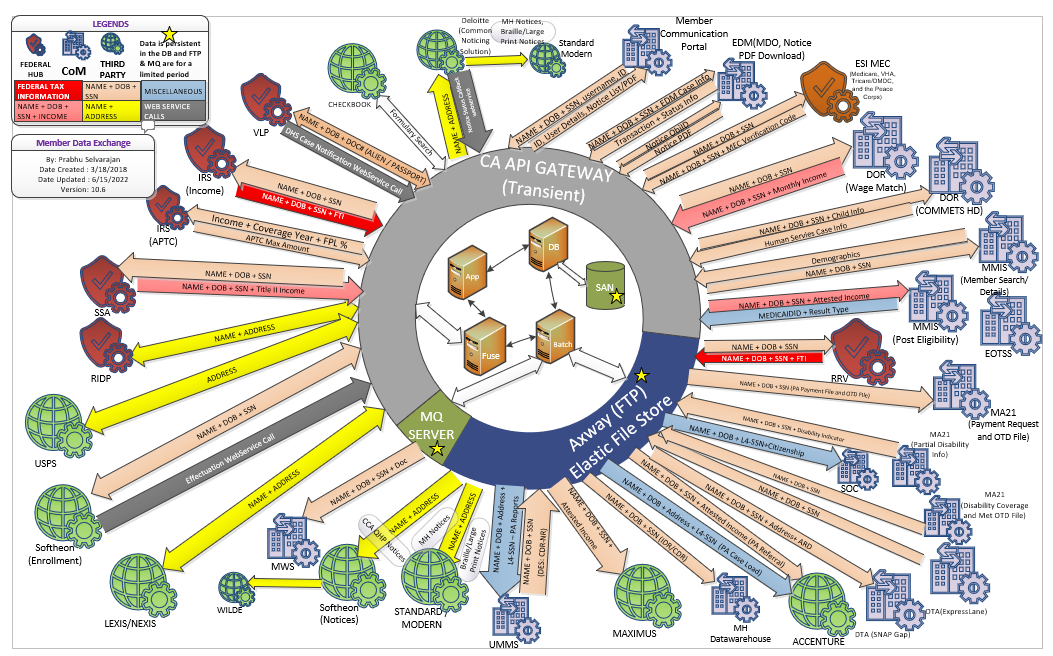 LEGENDS
FEDERAL
HUB
CoM
THIRD
PARTY
Data is persistent
in the DB and FTP
& MQ are for a
limited period
FEDERAL TAX
INFORMATION
NAME + DOB +
SSN
MISCELLANEOUS
NAME + DOB +
SSN + INCOME
NAME +
ADDRESS
WEB SERVICE
CALLS
Member Data Exchange
By: Prabhu Selvarajan
Date Created : 3/18/2018
Date Updated : 6/15/2022
Version: 10.6
CA API GATEWAY
(Transient)
DB
App
SAN
Fuse
Batch
MQ
SERVER
Axway (FTP)
Elastic File Store
CHECKBOOK
Formulary Search
Deloitte
(Common
Noticing
Solution)
MH Notices,
Braille/Large
Print Notices
Standard
Modern
NAME + ADDRESS
Member
Communication
Portal
NAME + DOB + SSN, username, ID
ID, User Details, Notice List/PDF
EDM(MDO, Notice
PDF Download)
NAME + DOB + SSN + EDM Case Info
Transaction + Status Info
Notice ObjID
Notice PDF
ESI MEC
(Medicare, VHA,
Tricare/DMDC,
and the Peace
Corps)
NAME + DOB + SSN
NAME + DOB + SSN + MEC Verification Code
DOR
(Wage Match)
NAME + DOB + SSN
NAME + DOB + SSN + Monthly Income
DOR
(COMMETS HD)
NAME + DOB + SSN + Child Info
Human Servies Case Info
MMIS
(Member Search/
Details)
Demographics
NAME + DOB + SSN
MMIS
(Post Eligibility)
NAME + DOB + SSN + Attested Income
MEDICAIDID + Result Type
EOTSS
RRV
NAME + DOB + SSN
NAME + DOB + SSN + FTI
MA21
(Payment Request
and OTD File)
NAME + DOB + SSN (PA Payment File and OTD File)
MA21
(Partial Disability
Info)
NAME + DOB + SSN + Disability Indicator
SOC
NAME + DOB + L4-SSN+Citizenship
MA21
(Disability Coverage
and Met OTD File)
NAME + DOB + SSN
NAME + DOB + SSN
DTA(ExpressLane)
NAME + DOB + SSN + Address+ ARD
DTA (SNAP Gap)
NAME + DOB + SSN + Attested Income (PA Referral)
ACCENTURE
NAME + DOB + Address + L4-SSN (PA Case Load)
MH
Datawarehouse
NAME + DOB + SSN (IOR/CDB)
MAXIMUS
NAME + DOB + SSN +
Attested Income
UMMS
NAME + DOB + Address +
L4-SSN – PA Reports
NAME + DOB + SSN
(DES: CDR-NR)
STANDARD
MODERN
NAME + ADDRESS
MH Notices
Braille/Large
Print Notices
Softheon
(Notices)
NAME + ADDRESS
CCA QHP Notices
WILDE
MWS
NAME + DOB + SSN + Doc
LEXIS/NEXIS
NAME + ADDRESS
Softheon
(Enrollment)
NAME + DOB + SSN
Effectuation WebService Call
USPS
ADDRESS
RIDP
NAME + ADDRESS
SSA
NAME + DOB + SSN
NAME + DOB + SSN + Title II Income
IRS
(APTC)
Income + Coverage Year + FPL %
APTC Max Amount
IRS
(Income)
NAME + DOB + SSN
NAME + DOB + SSN + FTI
VLP
NAME + DOB + DOC# (ALIEN / PASSPORT)
DHS Case Notification WebService Call